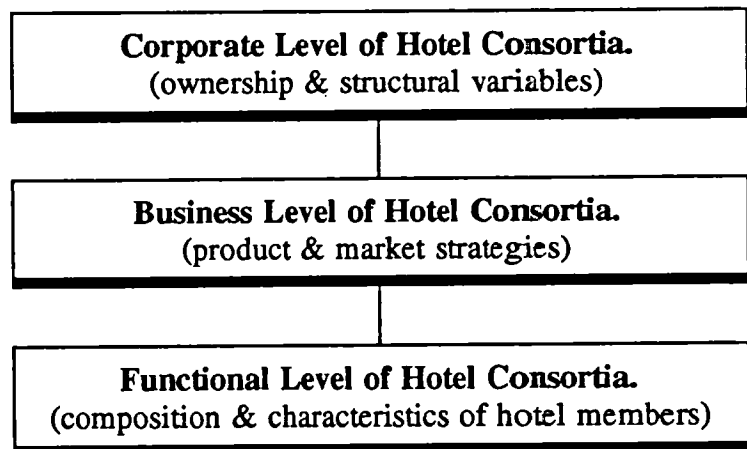 Corporate Level of Hotel Consortia.
(ownership & structural variables)
Business Level of Hotel Consortia.
(product & market strategies)
Functional Level of Hotel Consortia.
(composition & characteristics of hotel members)